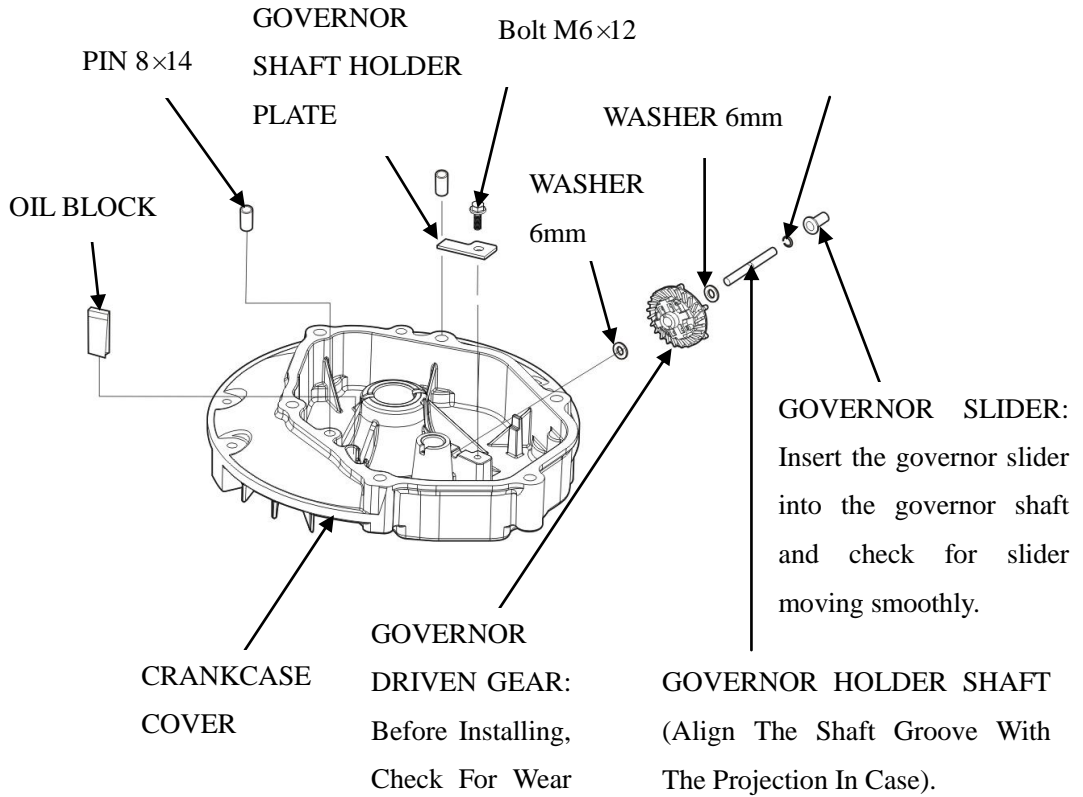 GOVERNOR
SHAFT HOLDER
PLATE
Bolt M6×12
PIN 8×14
WASHER 6mm
WASHER
6mm
OIL BLOCK
GOVERNOR SLIDER:
Insert the governor slider
into the governor shaft
and check for slider
moving smoothly.
CRANKCASE
COVER
GOVERNOR
DRIVEN GEAR:
Before Installing,
Check For Wear
GOVERNOR HOLDER SHAFT
(Align The Shaft Groove With
The Projection In Case).